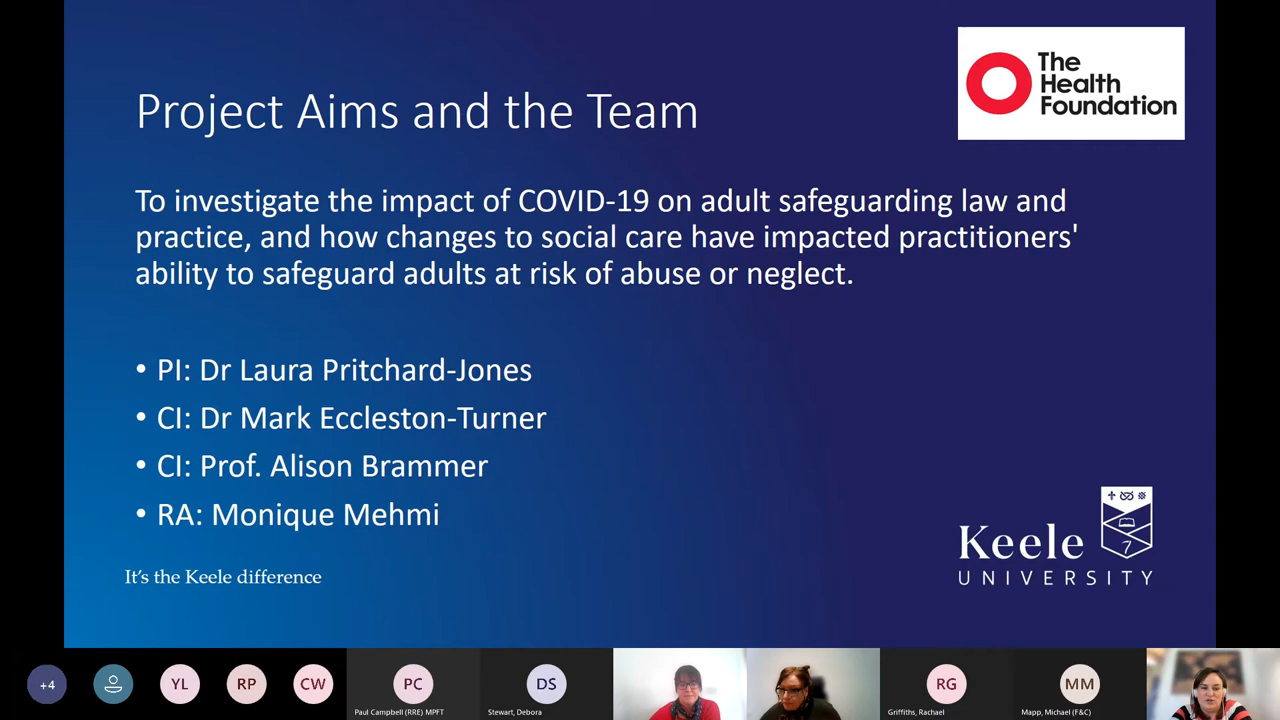 The
Health
Foundation
Project Aims and the Team
To investigate the impact of COVID-19 on adult safeguarding law and
practice, and how changes to social care have impacted practitioners'
ability to safeguard adults at risk of abuse or neglect.
• PI: Dr Laura Pritchard-Jones
• CI: Dr Mark Eccleston-Turner
• CI: Prof. Alison Brammer
• RA: Monique Mehmi
It's the Keele difference
Keele
UNIVERSITY
+4
YL
RP
CW
PC
DS
RG
MM
Paul Campbell (RRE) MPFT
Stewart, Debora
Griffiths, Rachael
Mapp, Michael (F&C)